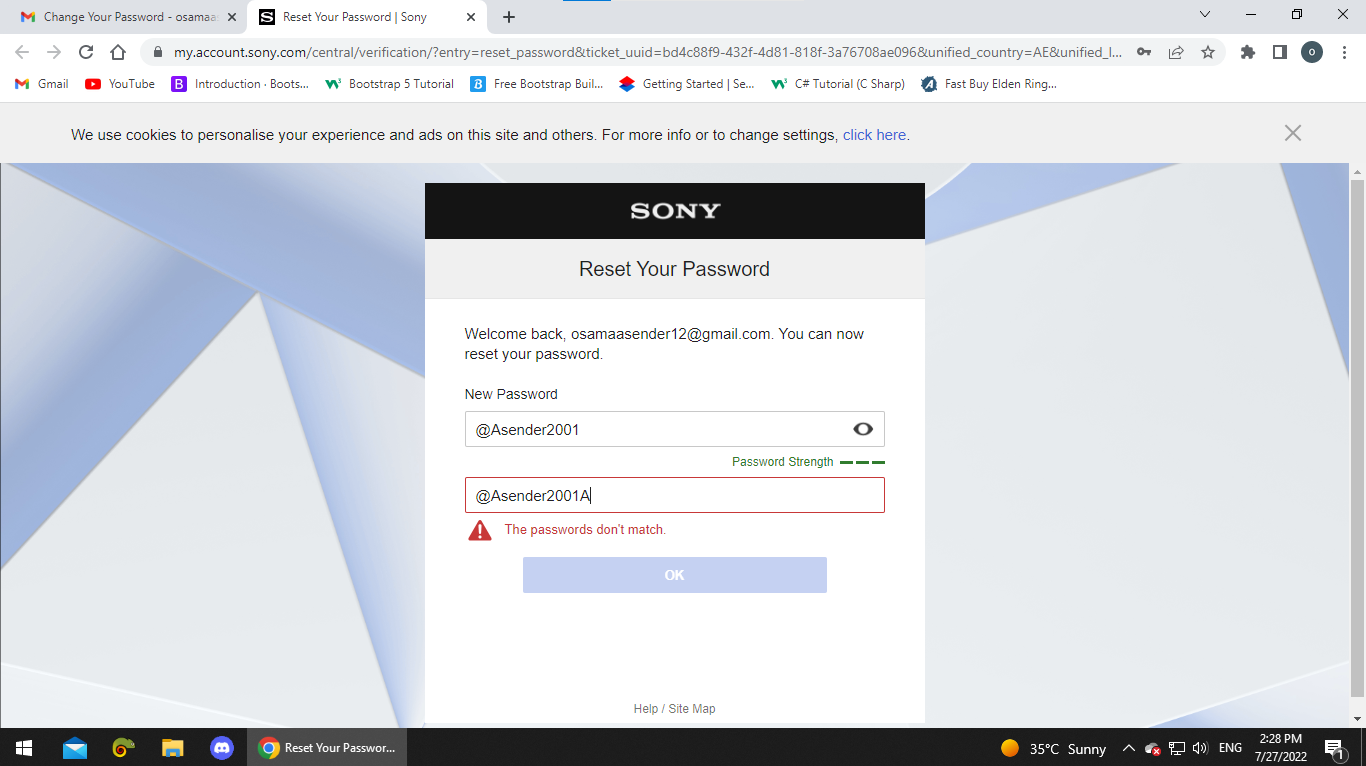 Change Your Password - osamaa
Reset Your Password | Sony
my.account.sony.com/central/verification/?entry=reset_password&ticket_uuid=bd4c88f9-432f-4d81-818f-3a76708ae096&unified_country=AE&unified_l...
o
Gmail
YouTube
B
Introduction · Boots...
Bootstrap 5 Tutorial
B
Free Bootstrap Buil...
Getting Started | Se...
C# Tutorial (C Sharp)
Fast Buy Elden Ring...
We use cookies to personalise your experience and ads on this site and others. For more info or to change settings, click here.
SONY
Reset Your Password
Welcome back, osamaasender12@gmail.com. You can now
reset your password.
New Password
@Asender2001
Password Strength
@Asender2001A
The passwords don't match.
OK
Help / Site Map
Reset Your Passwor...
35°C Sunny
ENG
2:28 PM
7/27/2022
1